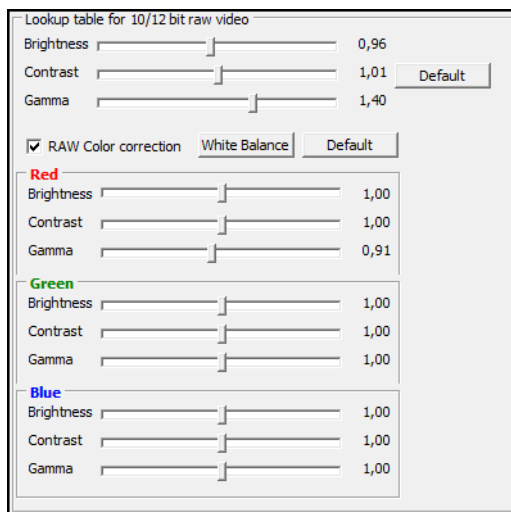 Lookup table for 10/12 bit raw video
Brightness 0,96
Contrast 1,01 Default
Gamma 1,40
RAW Color correction White Balance Default
Red
Brightness 1,00
Contrast 1,00
Gamma 0,91
Green
Brightness 1,00
Contrast 1,00
Gamma 1,00
Blue
Brightness 1,00
Contrast 1,00
Gamma 1,00